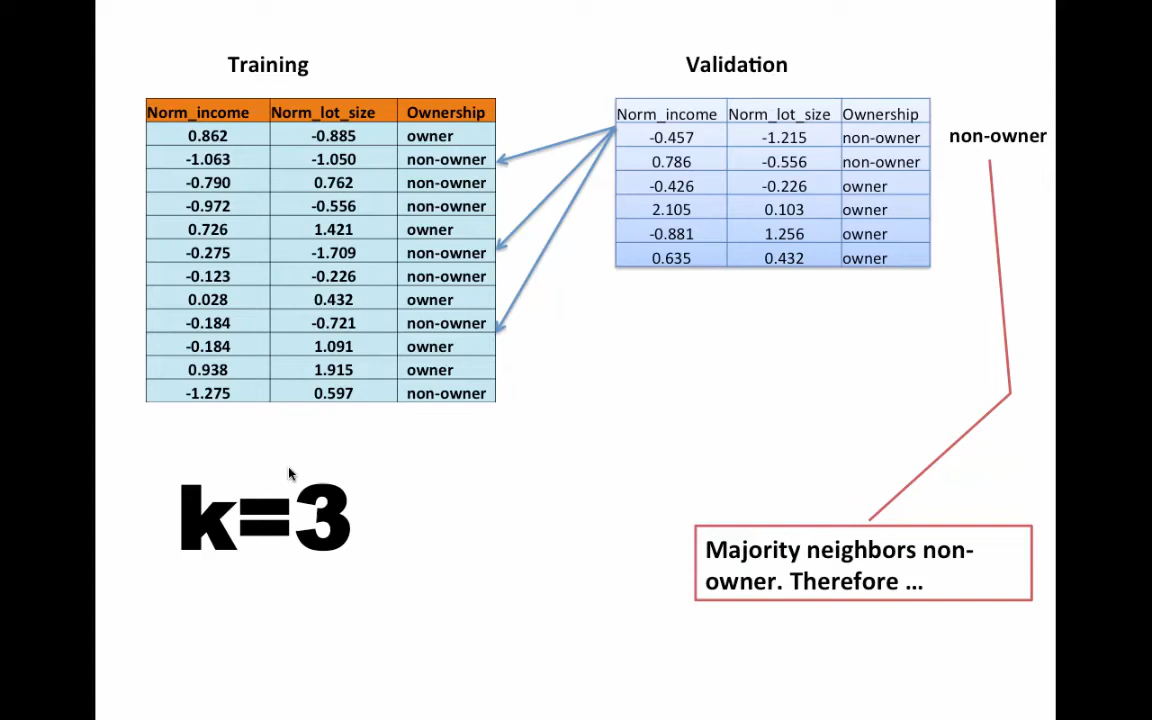 Training
Validation
Norm_income Norm_lot_size Ownership
0.862 -0.885 owner
-1.063 -1.050 non-owner
-0.790 0.762 non-owner
-0.972 -0.556 non-owner
0.726 1.421 owner
-0.275 -1.709 non-owner
-0.123 -0.226 non-owner
0.028 0.432 owner
-0.184 -0.721 non-owner
-0.184 1.091 owner
0.938 1.915 owner
-1.275 0.597 non-owner
Norm_income Norm_lot_size Ownership
-0.457 -1.215 non-owner
0.786 -0.556 non-owner
-0.426 -0.226 owner
2.105 0.103 owner
-0.881 1.256 owner
0.635 0.432 owner
non-owner
k=3
Majority neighbors non-
owner. Therefore ...